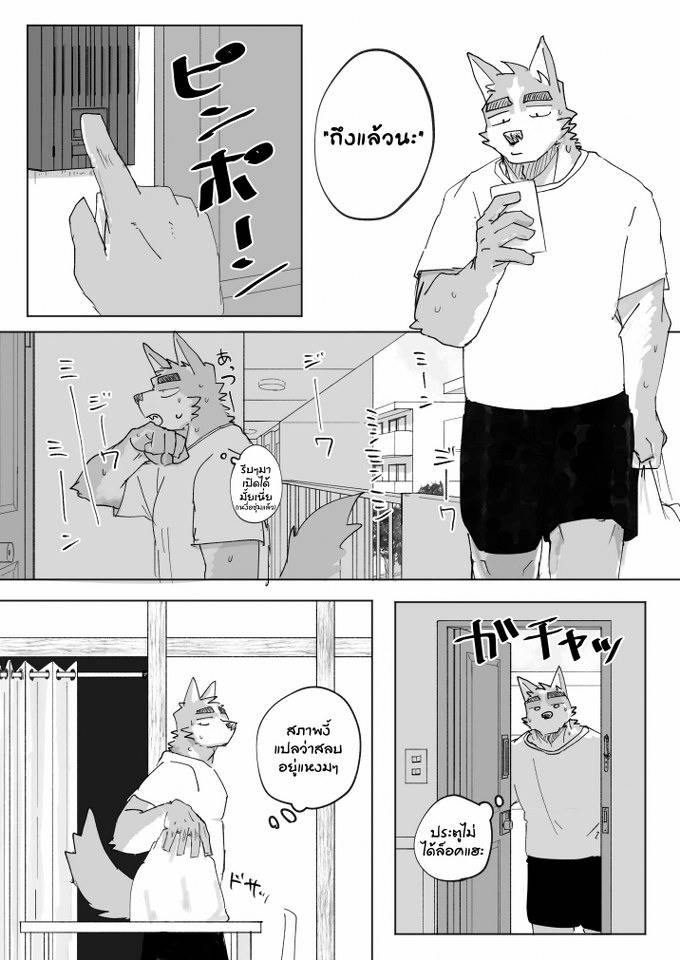 "ถึงแล้วนะ"
ピンポーン
ミーン
ジー
ワ
ミーン
ジー
ワ
あっつー
ミーン
ジー
ワ
รีบๆมา
เปิดได้
มั้ยเนี่ย
(เหงื่อชุ่มแล้ว)
ガチャッ
ประตูไม่
ได้ล็อคแฮะ
สภาพงี้
แปลว่าสลบ
อยู่แหงมๆ
ドサッ